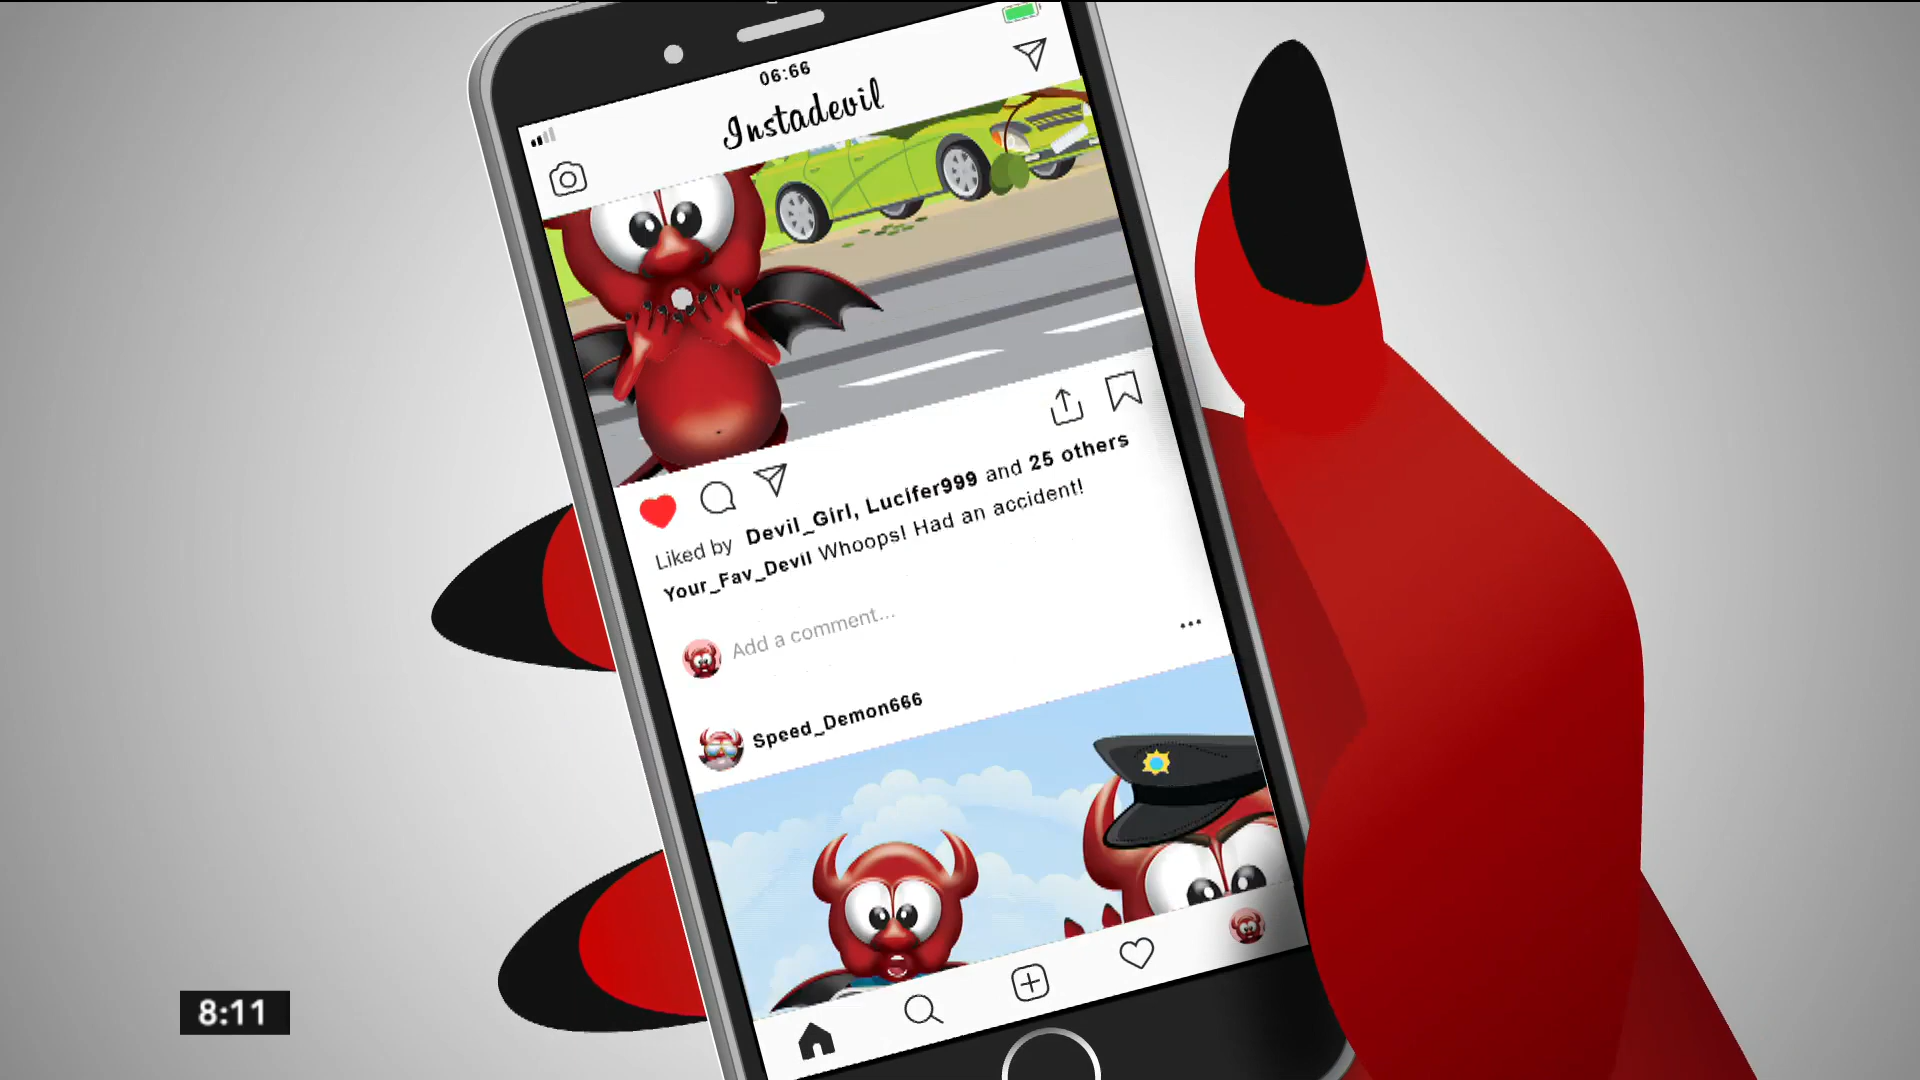 06:66
Instadevil
Liked by Devil_Girl, Lucifer999 and 25 others
Your_Fav_Devil Whoops! Had an accident!
Add a comment...
Speed_Demon666
8:11